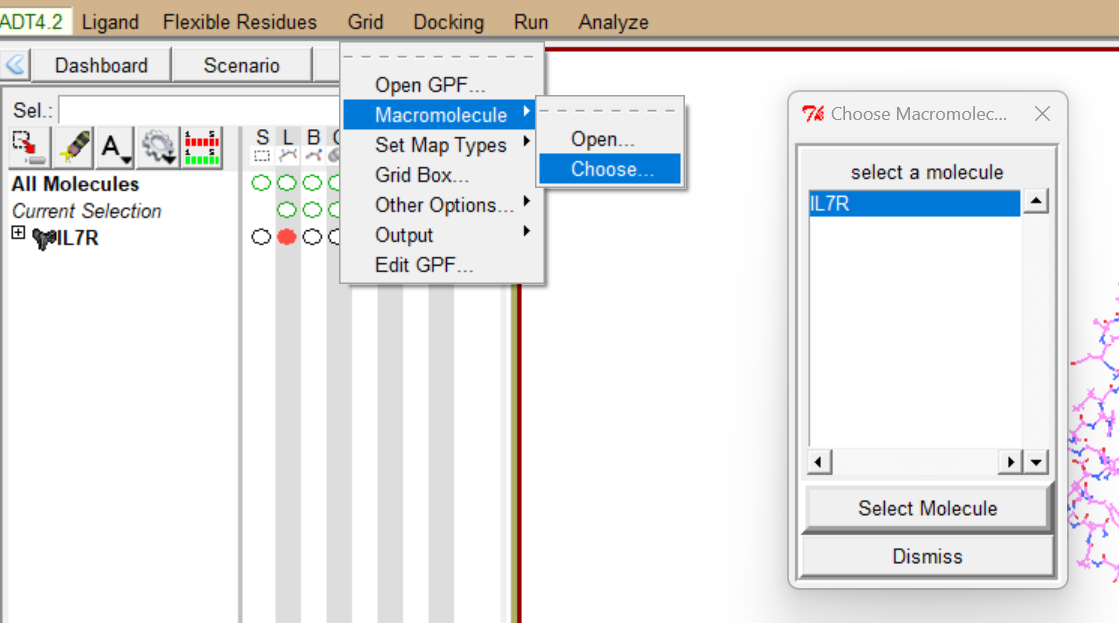 ADT4.2 Ligand Flexible Residues Grid Docking Run Analyze
Dashboard Scenario
Sel.:
A
S L B
All Molecules
Current Selection
IL7R
Open GPF...
Macromolecule
Set Map Types
Grid Box...
Other Options...
Output
Edit GPF...
Open...
Choose...
Choose Macromolec...
select a molecule
IL7R
Select Molecule
Dismiss